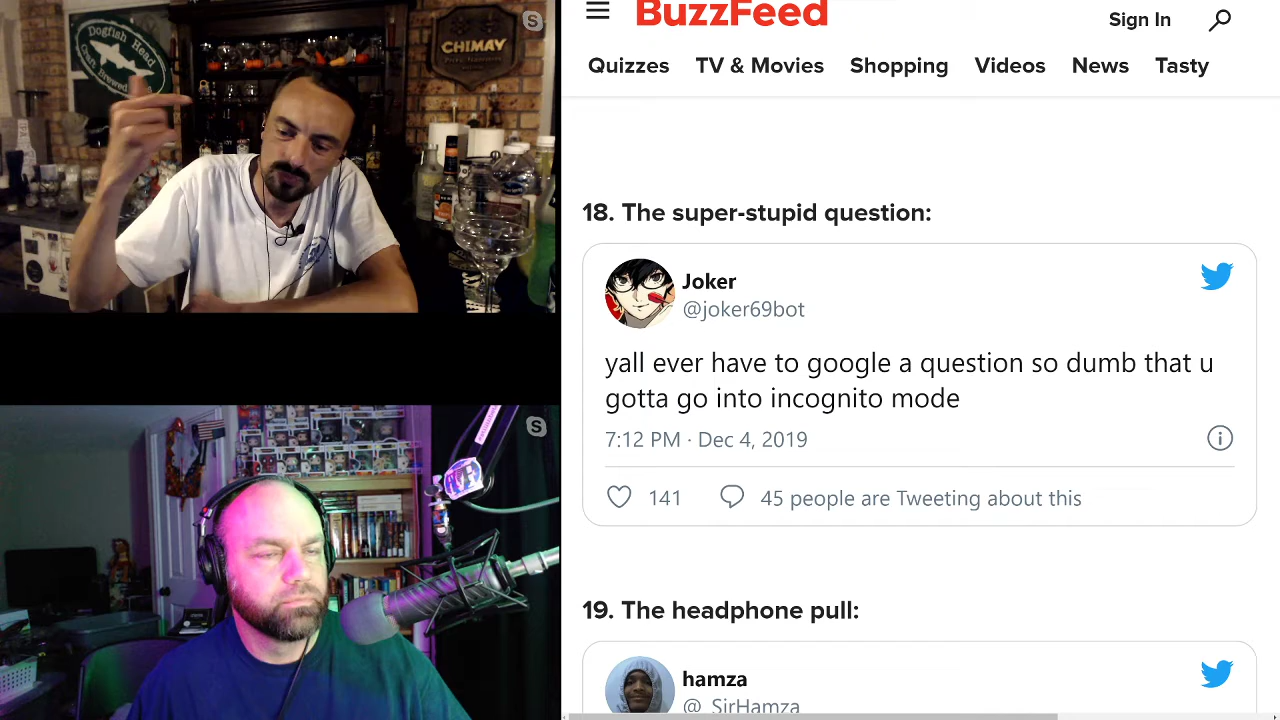 Dogfish Head
CHIMAY
BuzzFeed
Sign In
Quizzes
TV & Movies
Shopping
Videos
News
Tasty
18. The super-stupid question:
Joker
@joker69bot
yall ever have to google a question so dumb that u
gotta go into incognito mode
7:12 PM · Dec 4, 2019
141
45 people are Tweeting about this
19. The headphone pull:
hamza
@_SirHamza